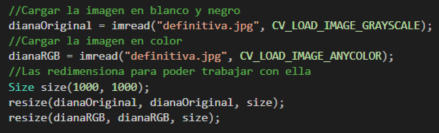 //Cargar la imagen en blanco y negro
dianaOriginal = imread("definitiva.jpg", CV_LOAD_IMAGE_GRAYSCALE);
//Cargar la imagen en color
dianaRGB = imread("definitiva.jpg", CV_LOAD_IMAGE_ANYCOLOR);
//Las redimensiona para poder trabajar con ella
Size size(1000, 1000);
resize(dianaOriginal, dianaOriginal, size);
resize(dianaRGB, dianaRGB, size);